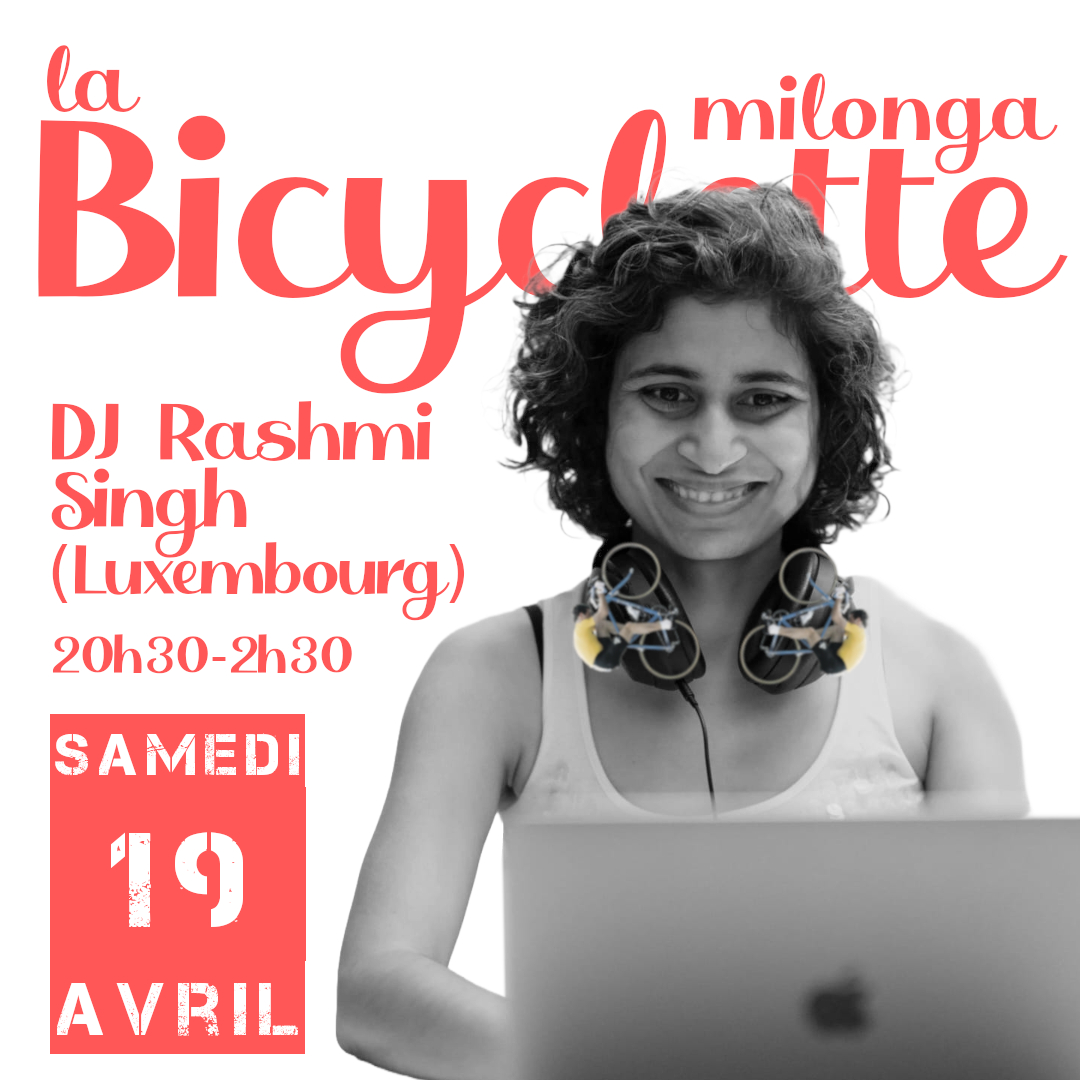 la
milonga
Bicyclette
DJ Rashmi
Singh
(Luxembourg)
20h30-2h30
SAMEDI
19
AVRIL